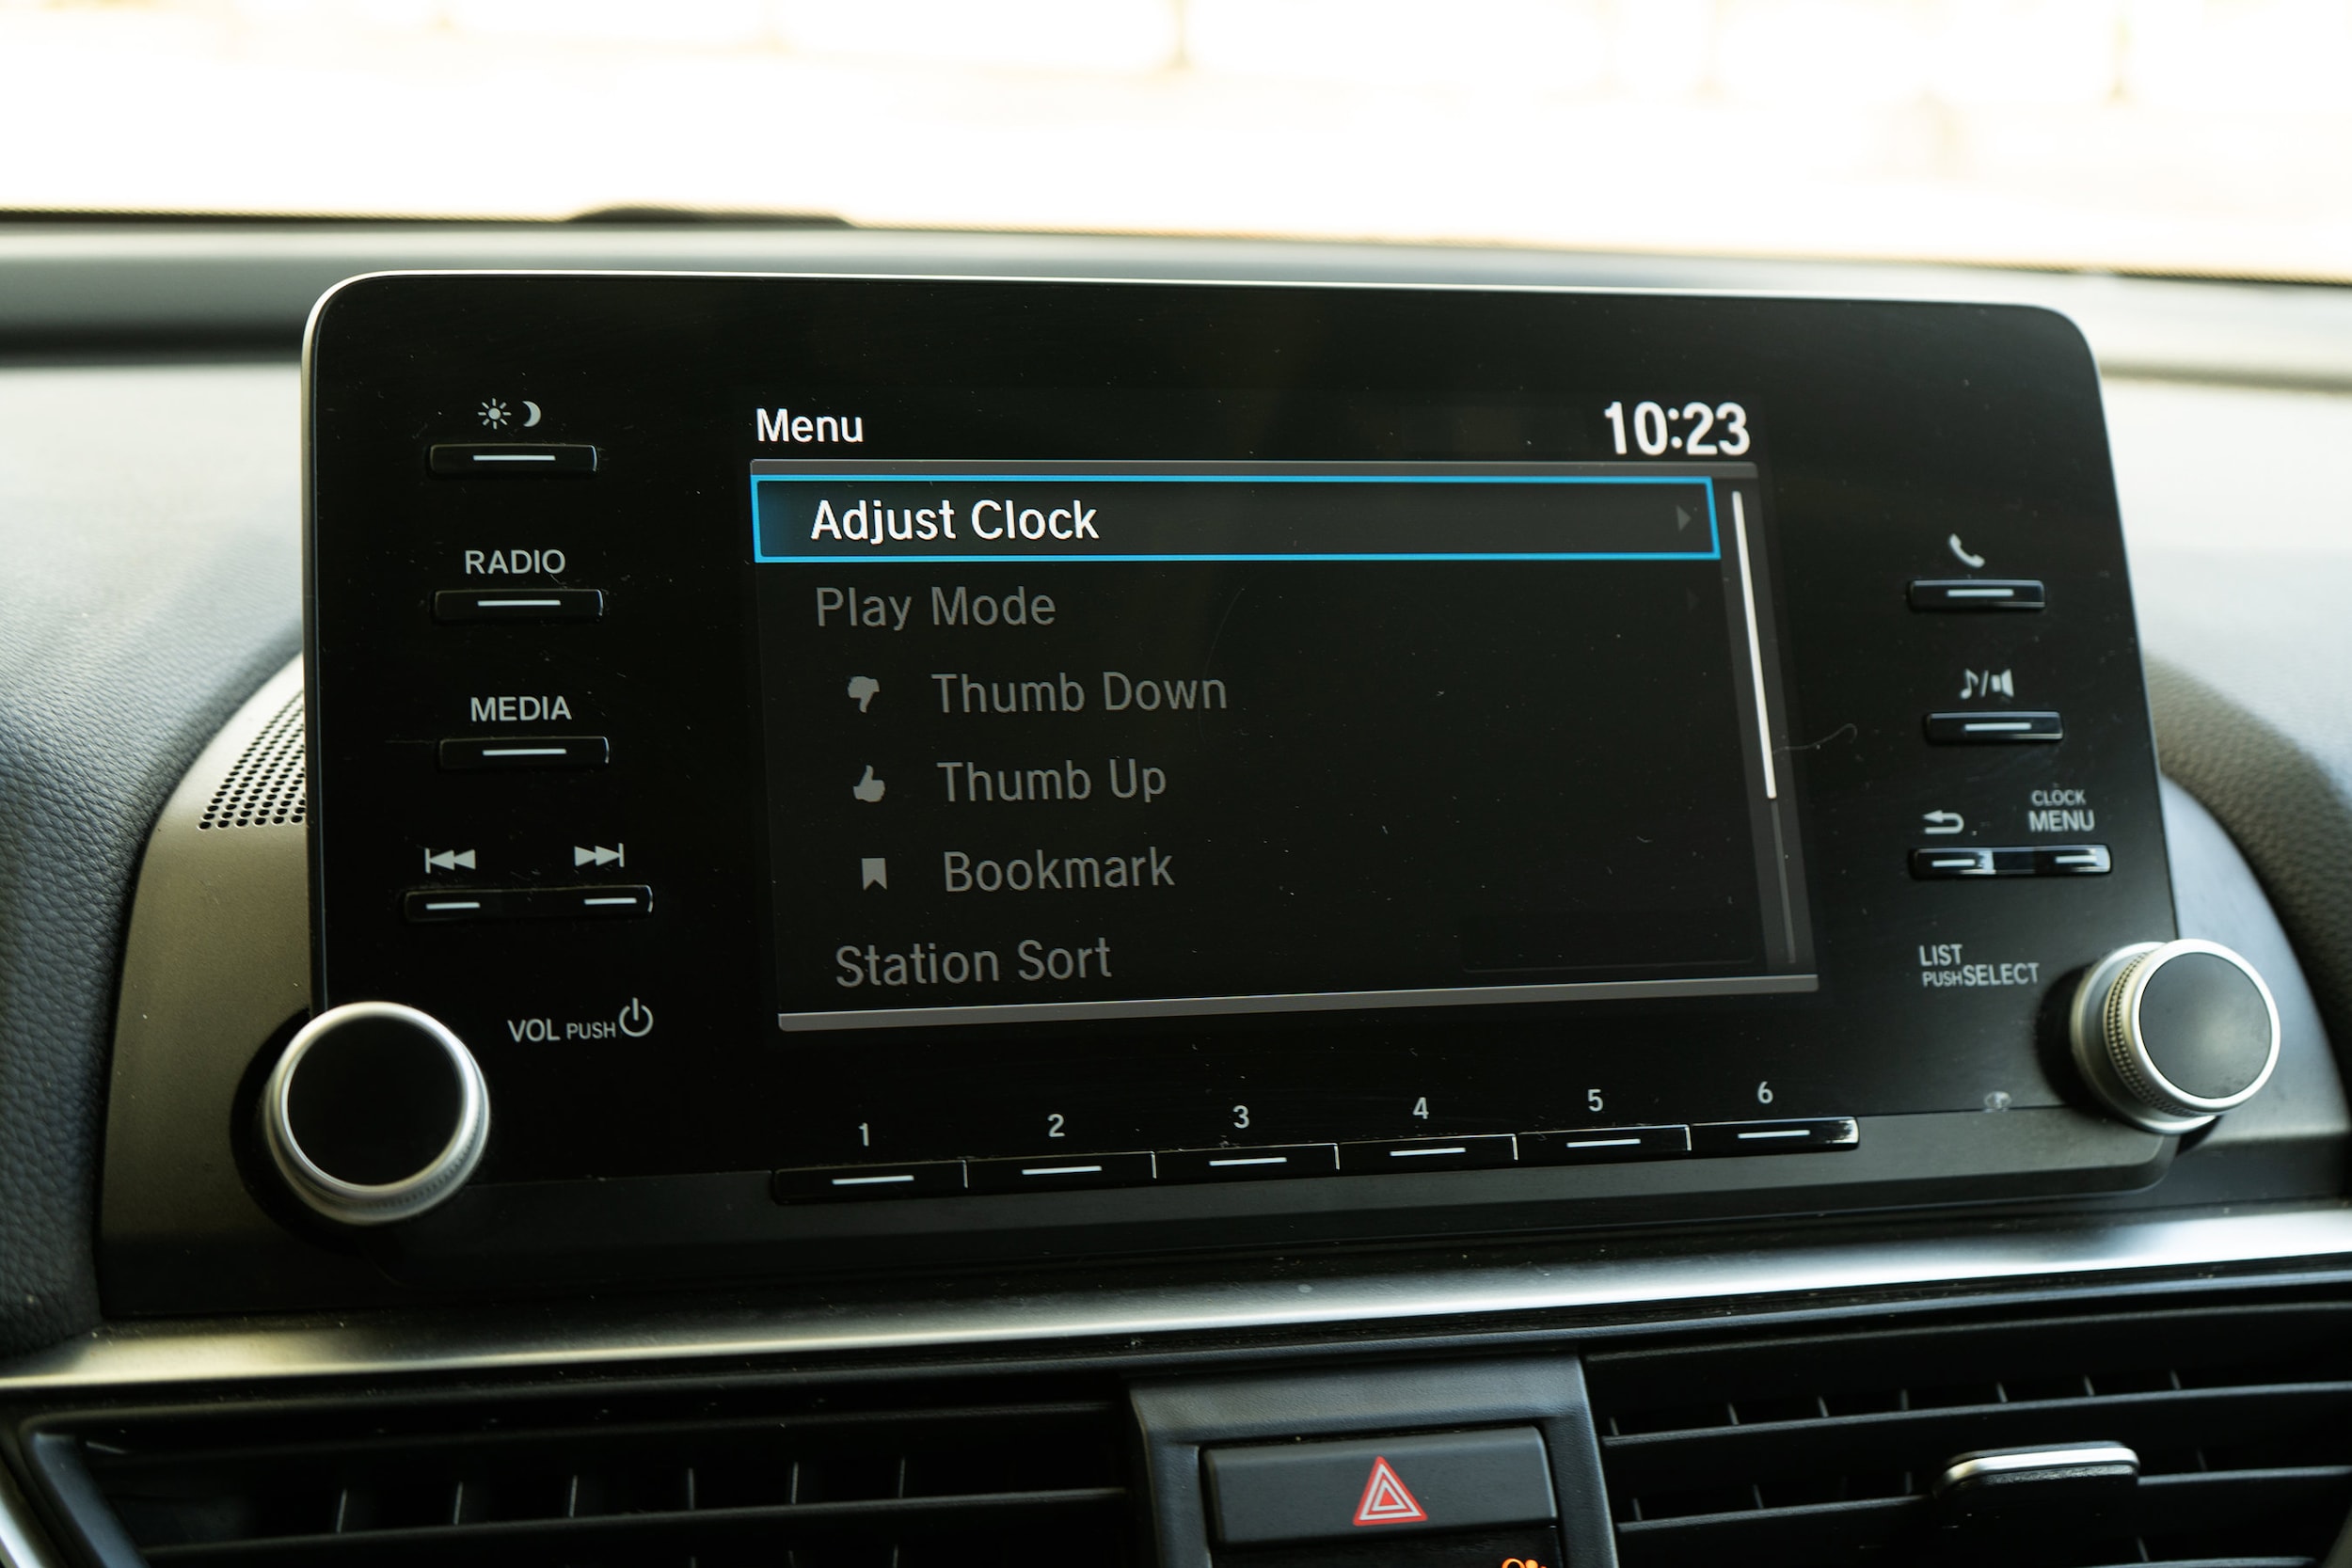 Menu 10:23
Adjust Clock
Play Mode
Thumb Down
Thumb Up
Bookmark
Station Sort
RADIO
MEDIA
VOL PUSH
CLOCK
MENU
LIST
PUSH SELECT
1 2 3 4 5 6